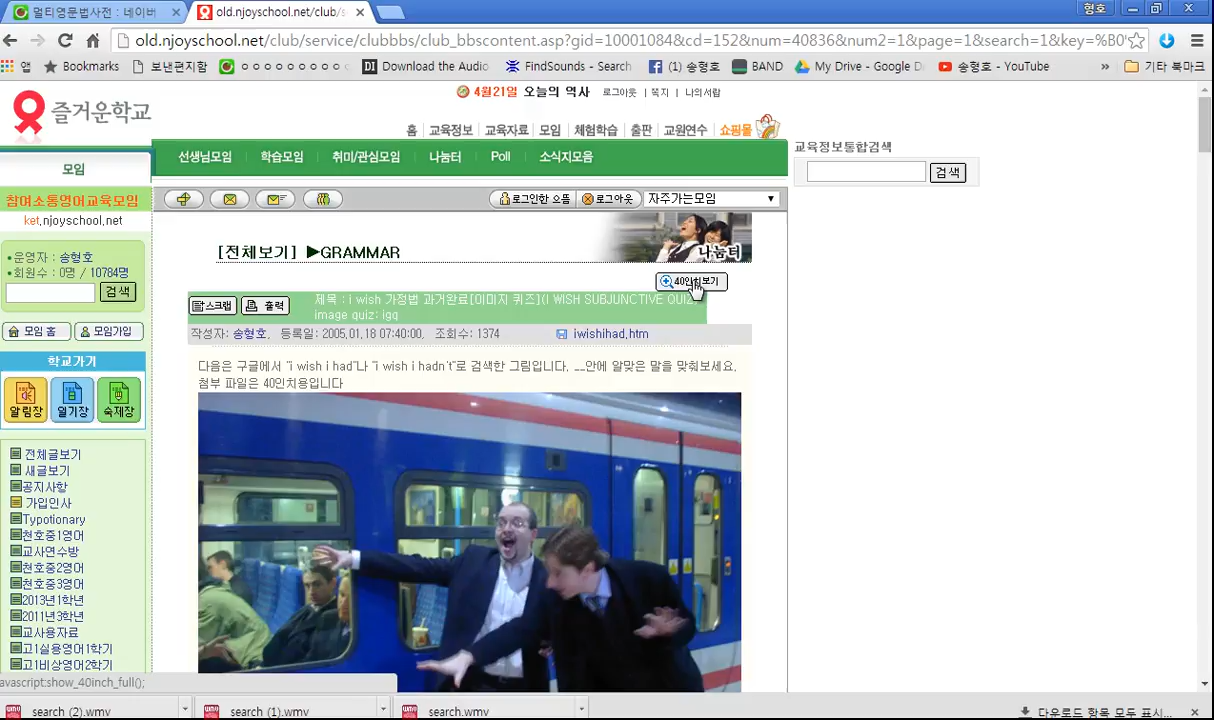 멀티영문법사전 : 네이버
old.njoyschool.net/club/s
형호
old.njoyschool.net/club/service/clubbbs/club_bbscontent.asp?gid=10001084&cd=152&num=40836&num2=1&page=1&search=1&key=%B0
앱
Bookmarks
보낸편지함
ㅇㅇㅇㅇㅇㅇㅇㅇㅇ
Download the Audio
FindSounds - Search
(1) 송형호
BAND
My Drive - Google D
송형호 - YouTube
»
기타 북마크
즐거운학교
4월21일 오늘의 역사
로그아웃 | 쪽지 | 나의서랍
홈 | 교육정보 | 교육자료 | 모임 | 체험학습 | 출판 | 교원연수 | 쇼핑몰
선생님모임 학습모임 취미/관심모임 나눔터 Poll 소식지모음
교육정보통합검색
검색
모임
참여소통영어교육모임
ket.njoyschool.net
로그인한 으뜸
로그아웃
자주가는모임
[전체보기] ▶GRAMMAR
나눔터
•운영자 : 송형호
•회원수 : 0명 / 10784명
검색
40인치보기
스크랩
출력
제목 : i wish 가정법 과거완료[이미지 퀴즈](I WISH SUBJUNCTIVE QUIZ)
image quiz: igq
작성자: 송형호, 등록일: 2005,01,18 07:40:00, 조회수: 1374
iwishihad,htm
모임 홈
모임가입
학교가기
알림장
일기장
숙제장
다음은 구글에서 "i wish i had"나 "i wish i hadn't"로 검색한 그림입니다, __안에 알맞은 말을 맞춰보세요,
첨부 파일은 40인치용입니다
전체글보기
새글보기
공지사항
가입인사
Typotionary
천호중1영어
교사연수방
천호중2영어
천호중3영어
2013년1학년
2011년3학년
교사용자료
고1실용영어1학기
고1비상영어2학기
avascript:show_40inch_full();
search (2).wmv
search (1).wmv
search.wmv
다운로드 항목 모두 표시...